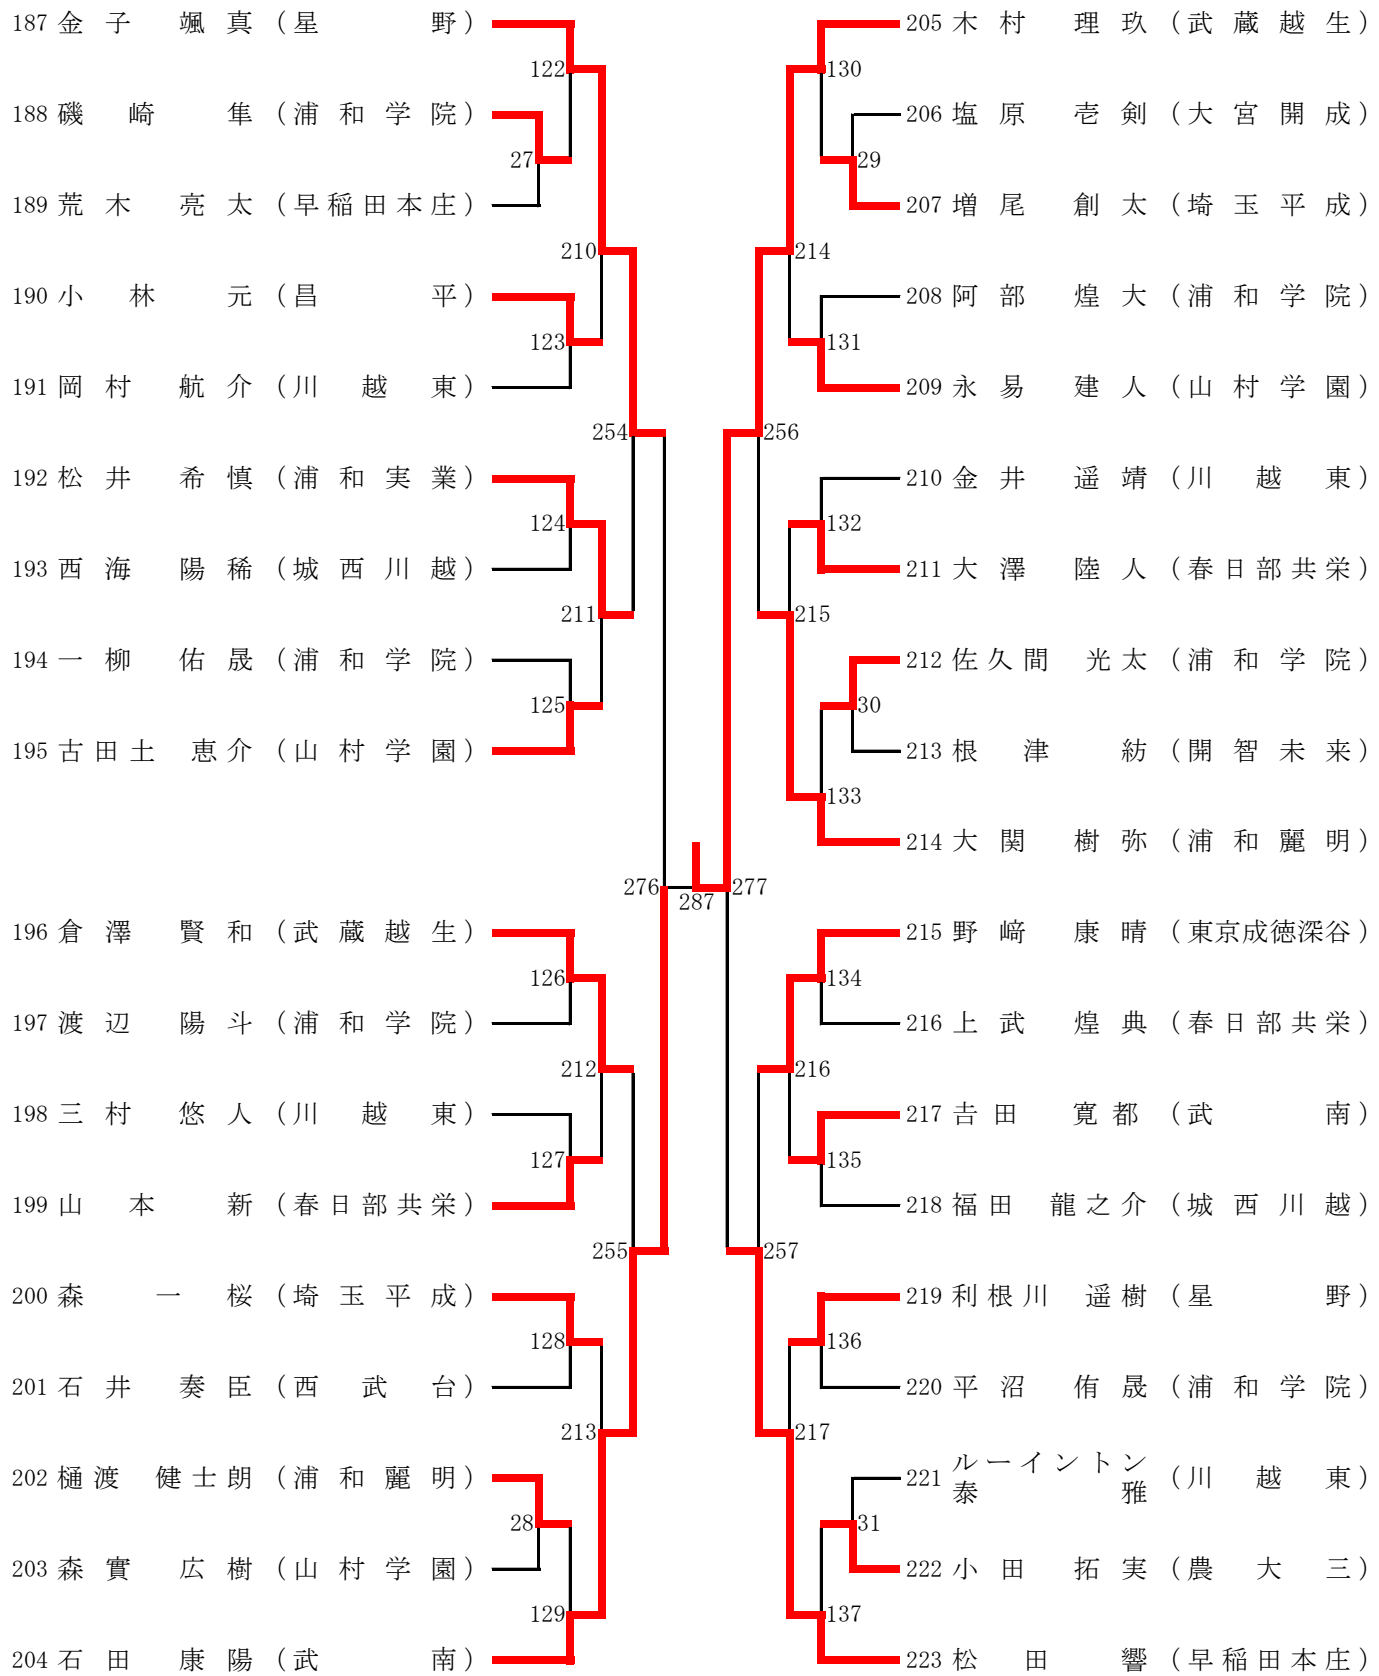 187 金子 颯真 (星野)
122
188 磯崎 隼 (浦和学院)
27
189 荒木 亮太 (早稲田本庄)
210
190 小林 元 (昌平)
123
191 岡村 航介 (川越東)
254
192 松井 希慎 (浦和実業)
124
193 西海 陽稀 (城西川越)
211
194 一柳 佑晟 (浦和学院)
125
195 古田土 恵介 (山村学園)
276
287
196 倉澤 賢和 (武蔵越生)
126
197 渡辺 陽斗 (浦和学院)
212
198 三村 悠人 (川越東)
127
199 山本 新 (春日部共栄)
255
200 森 一桜 (埼玉平成)
128
201 石井 奏臣 (西武台)
213
202 樋渡 健士朗 (浦和麗明)
28
203 森實 広樹 (山村学園)
129
204 石田 康陽 (武南)
205 木村 理玖 (武蔵越生)
130
206 塩原 壱剣 (大宮開成)
29
207 増尾 創太 (埼玉平成)
214
208 阿部 煌大 (浦和学院)
131
209 永易 建人 (山村学園)
256
210 金井 遥靖 (川越東)
132
211 大澤 陸人 (春日部共栄)
215
212 佐久間 光太 (浦和学院)
30
213 根津 紡 (開智未来)
133
214 大関 樹弥 (浦和麗明)
277
215 野﨑 康晴 (東京成徳深谷)
134
216 上武 煌典 (春日部共栄)
216
217 𠮷田 寛都 (武南)
135
218 福田 龍之介 (城西川越)
257
219 利根川 遥樹 (星野)
136
220 平沼 侑晟 (浦和学院)
217
221 ルーイントン (川越東)
泰雅
31
222 小田 拓実 (農大三)
137
223 松田 響 (早稲田本庄)